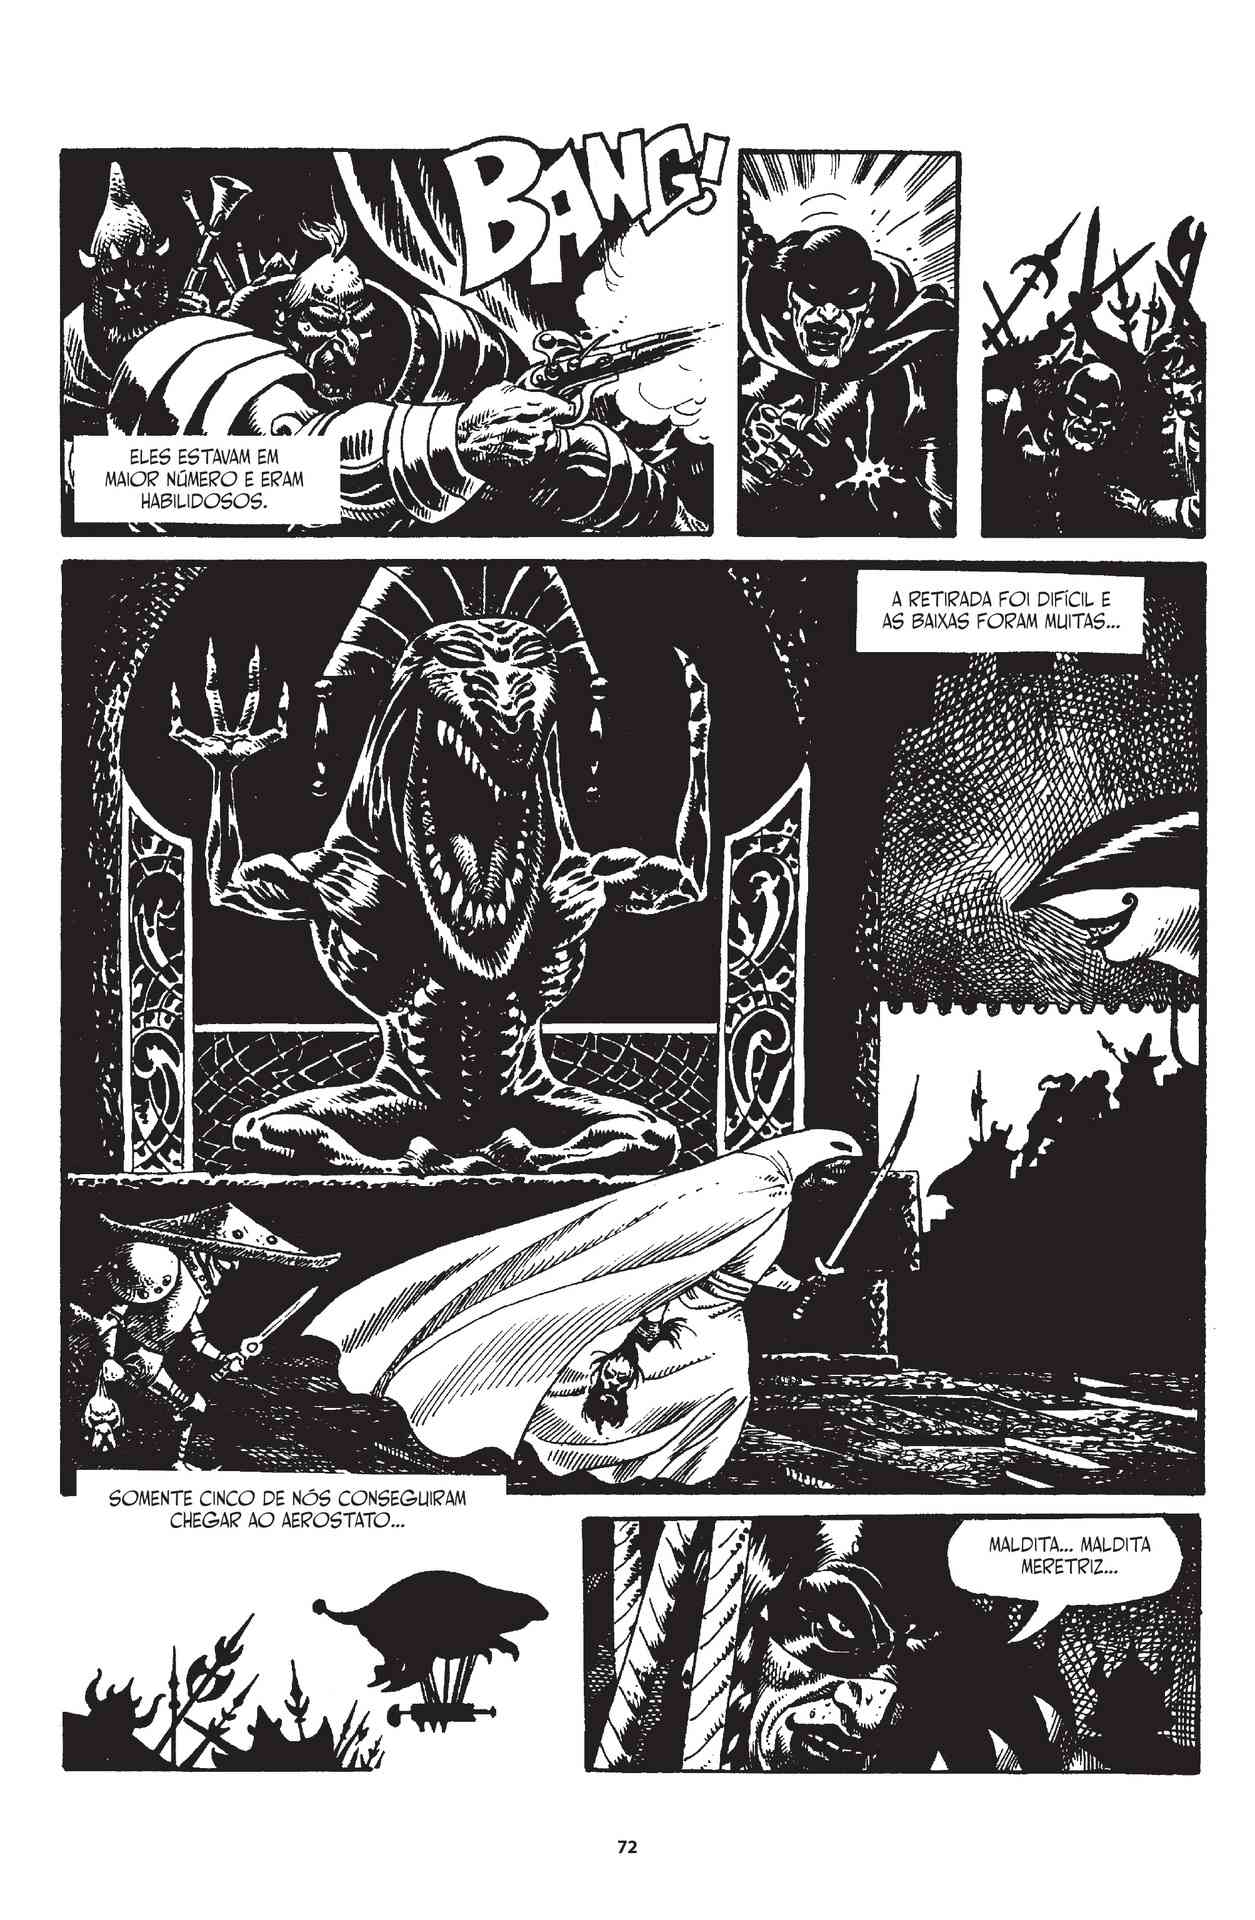 BANG!
ELES ESTAVAM EM
MAIOR NÚMERO E ERAM
HABILIDOSOS.
A RETIRADA FOI DIFÍCIL E
AS BAIXAS FORAM MUITAS...
SOMENTE CINCO DE NÓS CONSEGUIRAM
CHEGAR AO AEROSTATO...
MALDITA... MALDITA
MERETRIZ...
72